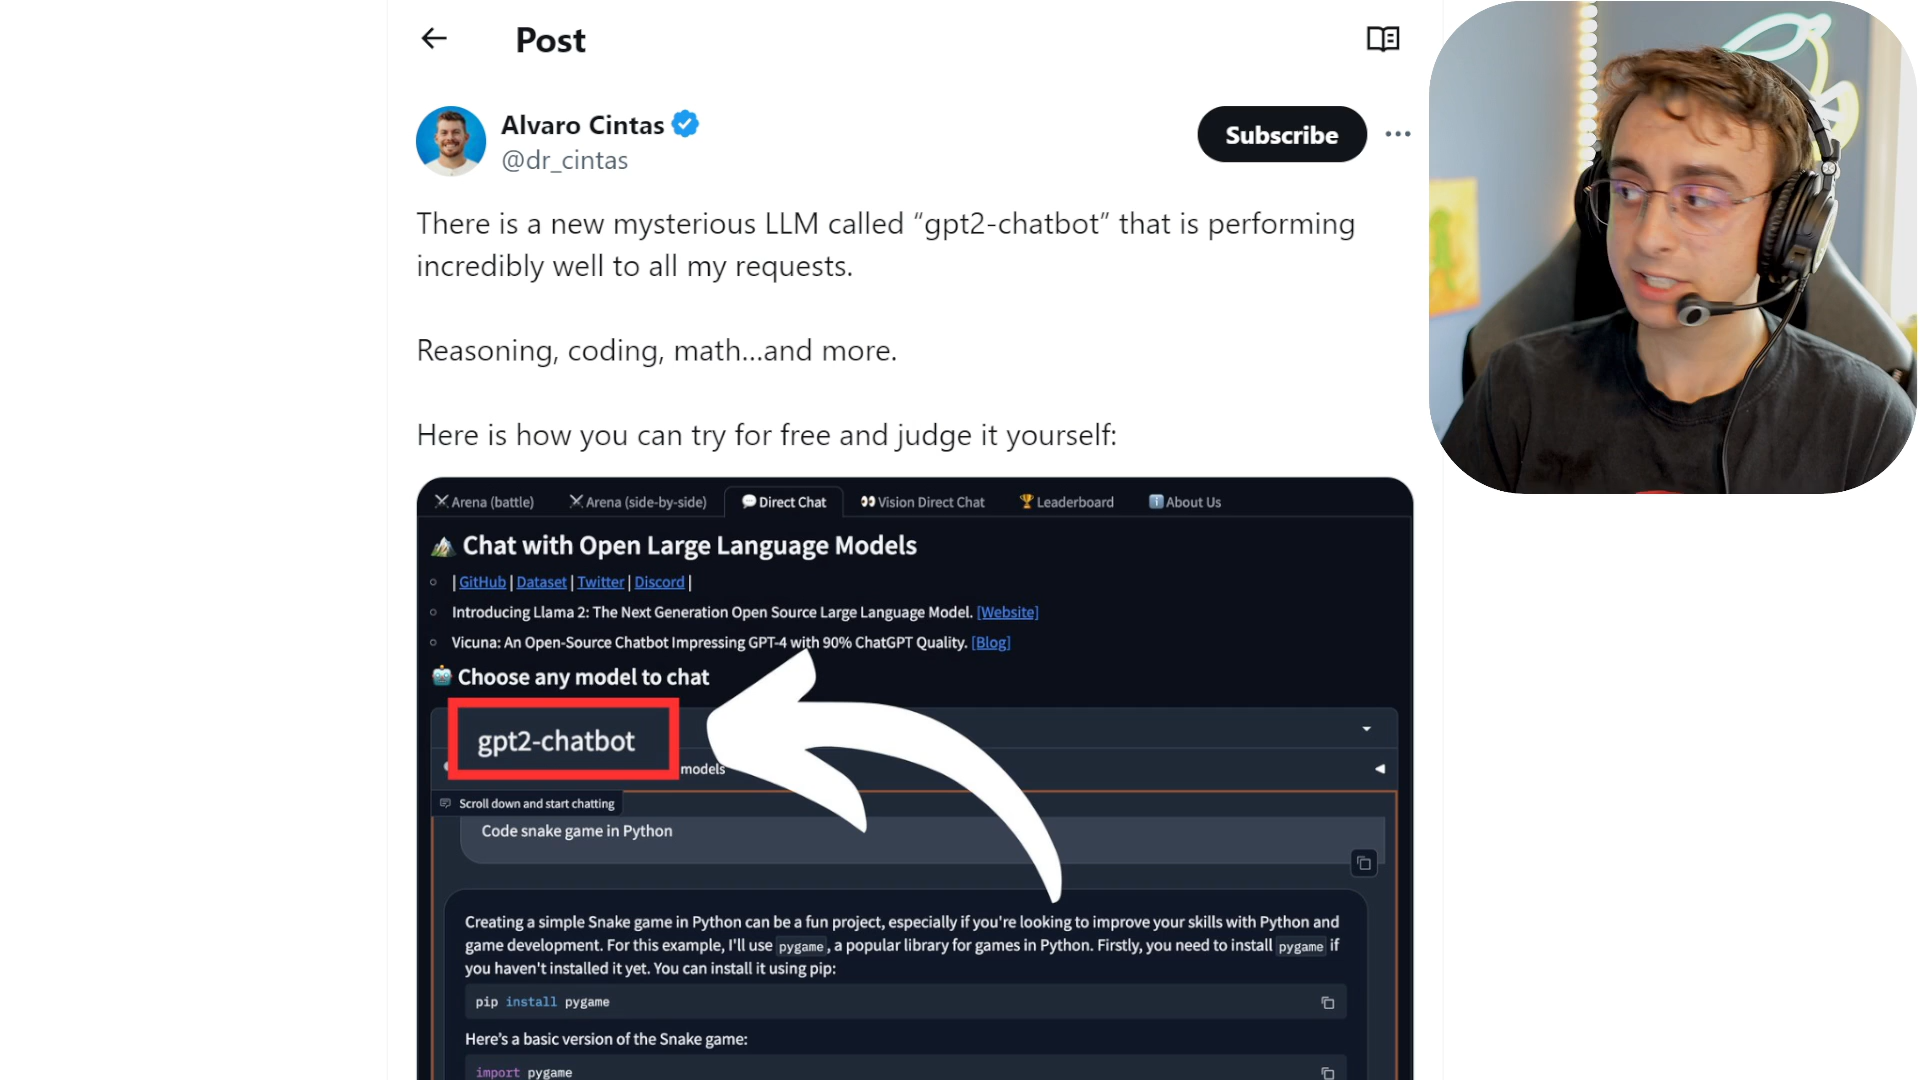 Post
Alvaro Cintas
@dr_cintas
Subscribe
There is a new mysterious LLM called “gpt2-chatbot” that is performing
incredibly well to all my requests.
Reasoning, coding, math...and more.
Here is how you can try for free and judge it yourself:
Arena (battle) Arena (side-by-side) Direct Chat Vision Direct Chat Leaderboard About Us
Chat with Open Large Language Models
| GitHub | Dataset | Twitter | Discord |
Introducing Llama 2: The Next Generation Open Source Large Language Model. [Website]
Vicuna: An Open-Source Chatbot Impressing GPT-4 with 90% ChatGPT Quality. [Blog]
Choose any model to chat
gpt2-chatbot
models
Scroll down and start chatting
Code snake game in Python
Creating a simple Snake game in Python can be a fun project, especially if you're looking to improve your skills with Python and
game development. For this example, I'll use pygame, a popular library for games in Python. Firstly, you need to install pygame if
you haven't installed it yet. You can install it using pip:
pip install pygame
Here's a basic version of the Snake game:
import pygame